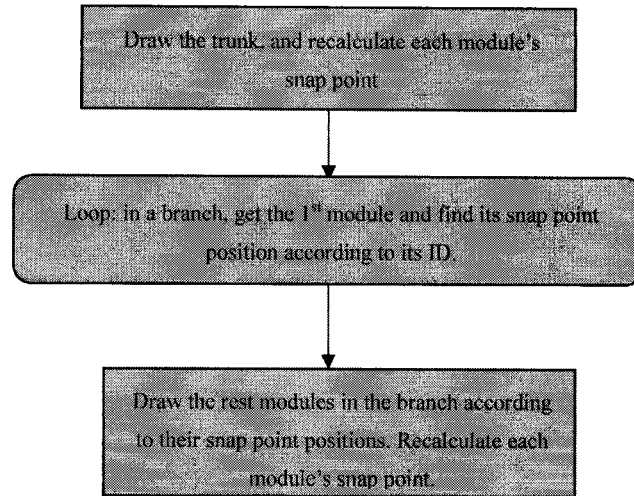 Draw the trunk, and recalculate each module's
snap point
Loop: in a branch, get the 1st module and find its snap point
position according to its ID.
Draw the rest modules in the branch according
to their snap point positions. Recalculate each
module's snap point.